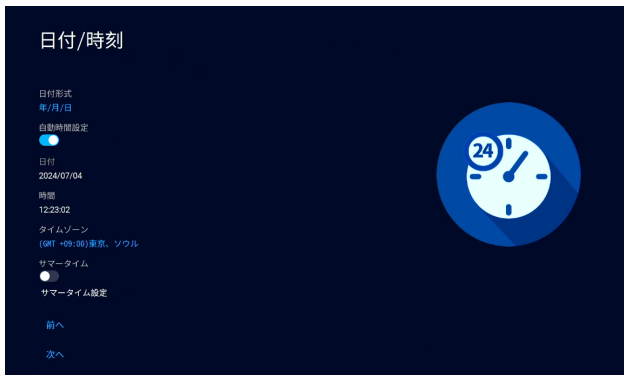 日付/時刻
日付形式
年/月/日
自動時間設定
日付
2024/07/04
時間
12:23:02
タイムゾーン
(GMT +09:00)東京、ソウル
サマータイム
サマータイム設定
前へ
次へ
24